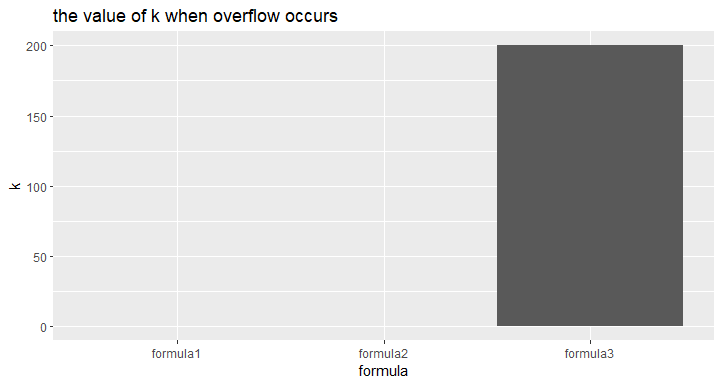 the value of k when overflow occurs
200
150
100
50
0
k
formula1 formula2 formula3
formula